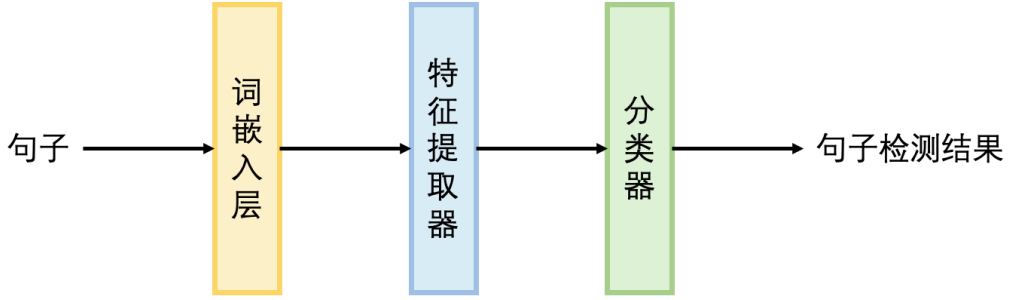 句子
词嵌入层
特征提取器
分类器
句子检测结果